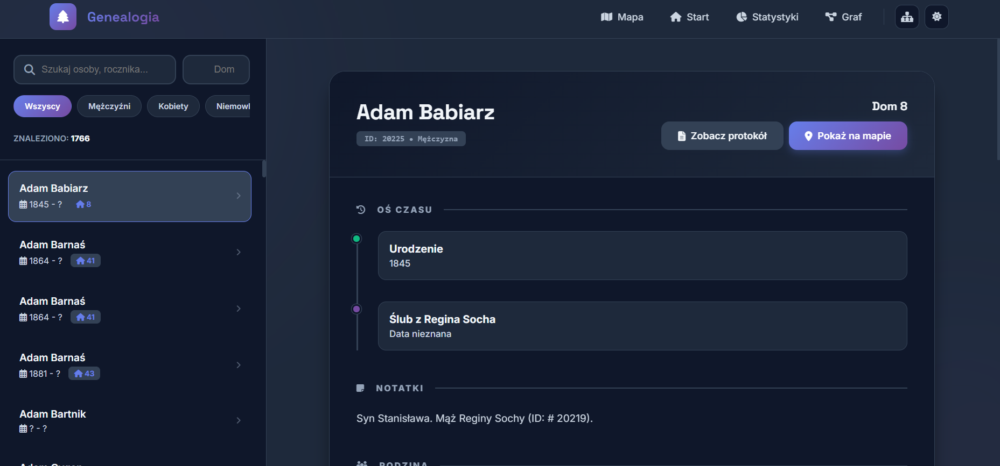 Genealogia
Mapa
Start
Statystyki
Graf
Szukaj osoby, rocznika...
Dom
Wszyscy
Mężczyźni
Kobiety
Niemowl
ZNALEZIONO: 1766
Adam Babiarz
1845 - ?
8
Adam Barnaś
1864 - ?
41
Adam Barnaś
1864 - ?
41
Adam Barnaś
1881 - ?
43
Adam Bartnik
? - ?
Adam Babiarz
ID: 20225 • Mężczyzna
Dom 8
Zobacz protokół
Pokaż na mapie
OŚ CZASU
Urodzenie
1845
Ślub z Regina Socha
Data nieznana
NOTATKI
Syn Stanisława. Mąż Reginy Sochy (ID: # 20219).
RODZINA